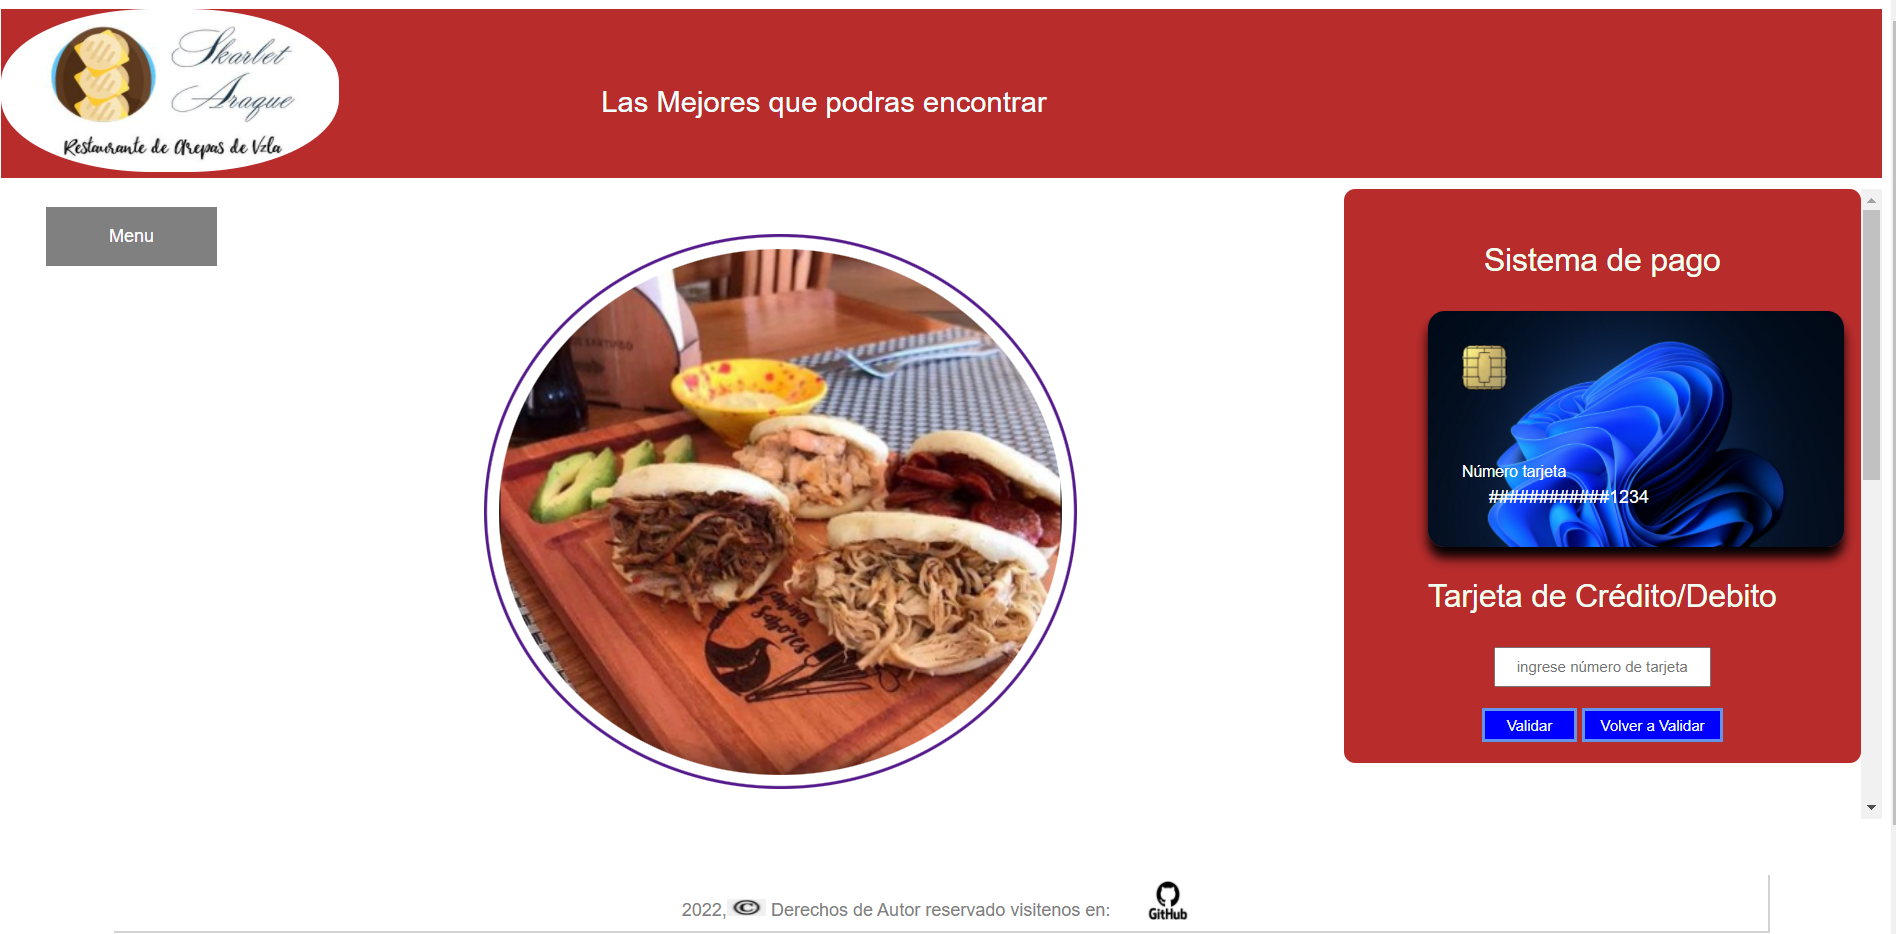 Skarlet
Araque
Restaurante de Arepas de Vzla
Las Mejores que podras encontrar
Menu
Sabores
Sistema de pago
Número tarjeta
############1234
Tarjeta de Crédito/Debito
ingrese número de tarjeta
Validar
Volver a Validar
2022, © Derechos de Autor reservado visitenos en:
GitHub